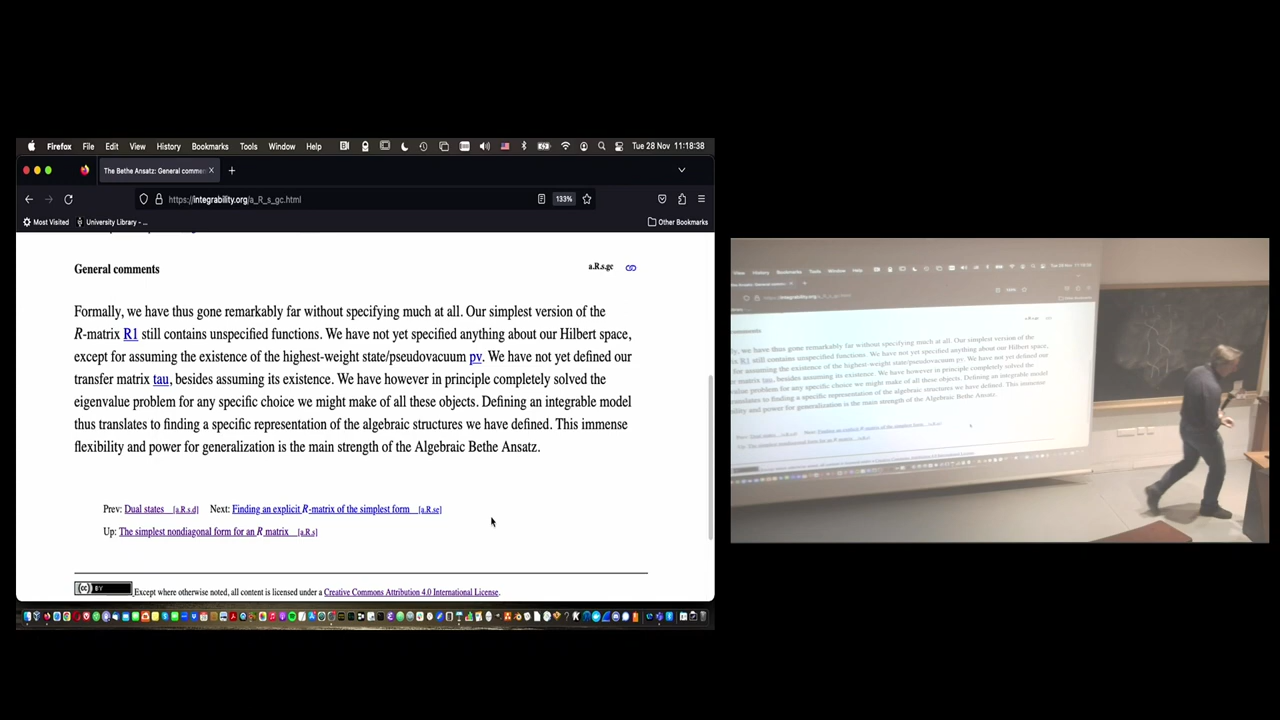 Firefox File Edit View History Bookmarks Tools Window Help Tue 28 Nov 11:18:38
The Bethe Ansatz: General comme
https://integrability.org/a_R_s_gc.html 133%
Most Visited University Library - ... Other Bookmarks
General comments a.R.s.gc
Formally, we have thus gone remarkably far without specifying much at all. Our simplest version of the
R-matrix R1 still contains unspecified functions. We have not yet specified anything about our Hilbert space,
except for assuming the existence of the highest-weight state/pseudovacuum pv. We have not yet defined our
transfer matrix tau, besides assuming its existence. We have however in principle completely solved the
eigenvalue problem for any specific choice we might make of all these objects. Defining an integrable model
thus translates to finding a specific representation of the algebraic structures we have defined. This immense
flexibility and power for generalization is the main strength of the Algebraic Bethe Ansatz.
Prev: Dual states [a.R.s.d] Next: Finding an explicit R-matrix of the simplest form [a.R.se]
Up: The simplest nondiagonal form for an R matrix [a.R.s]
cc BY Except where otherwise noted, all content is licensed under a Creative Commons Attribution 4.0 International License.